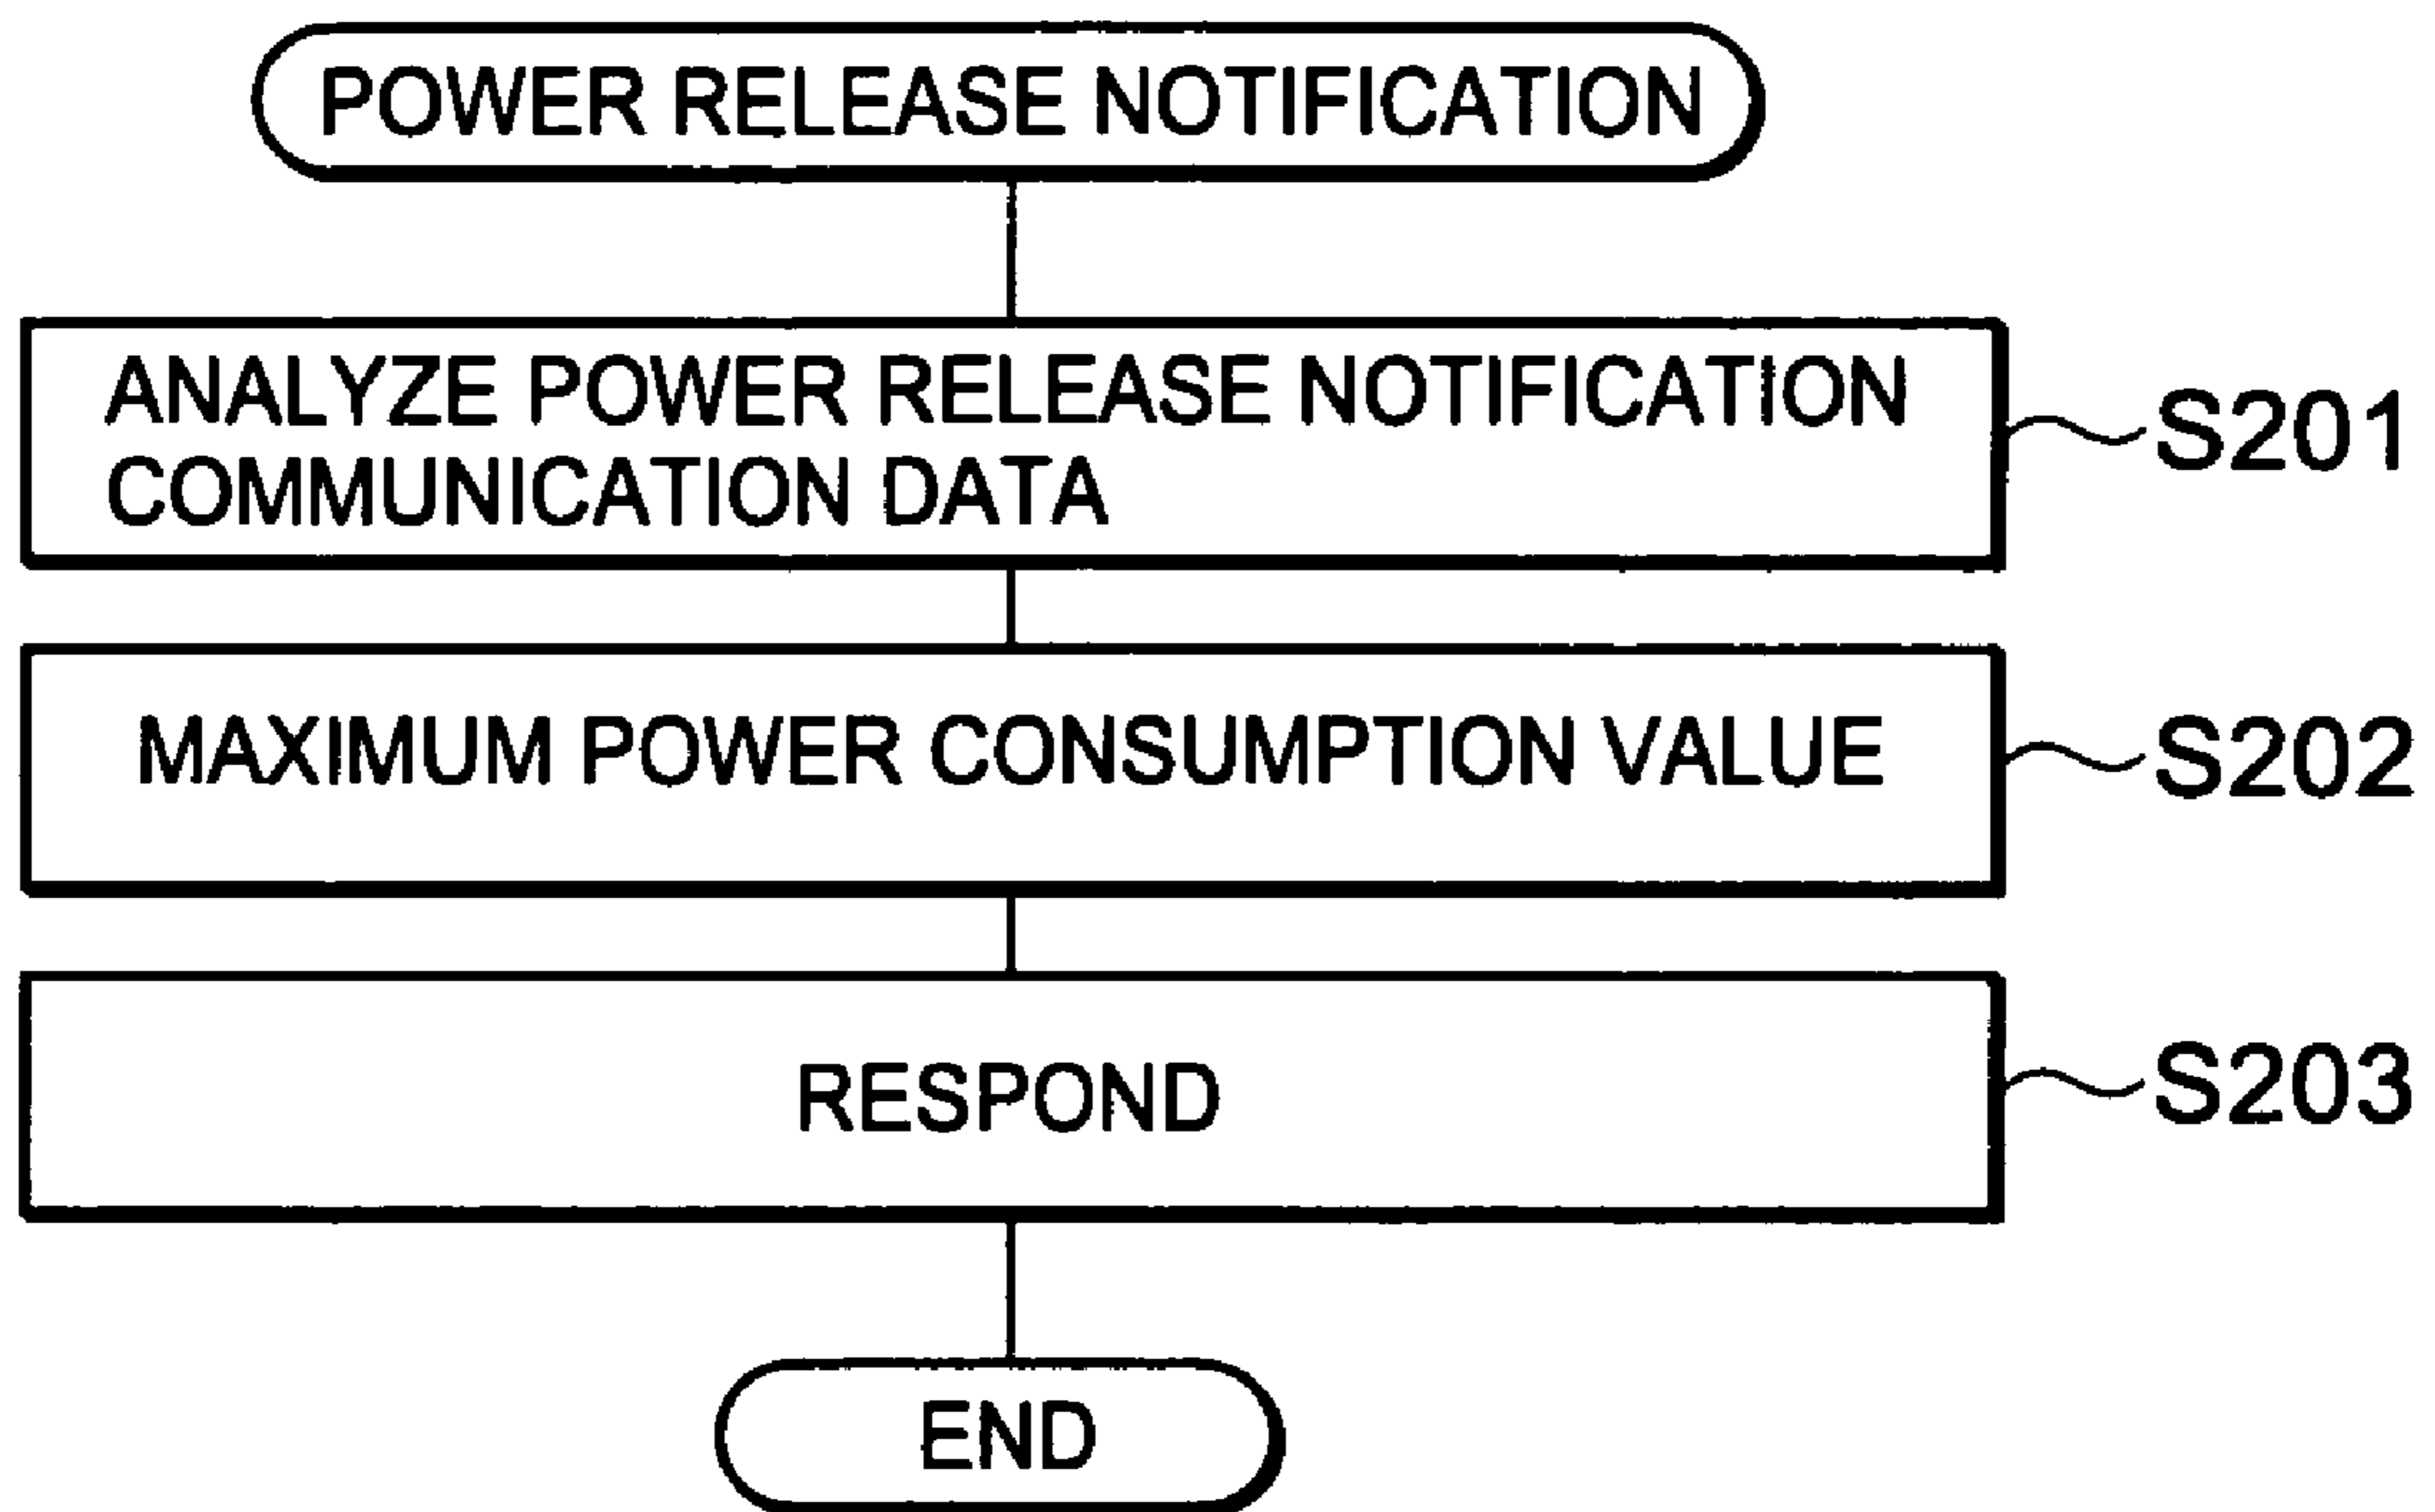 POWER RELEASE NOTIFICATION
ANALYZE POWER RELEASE NOTIFICATION
COMMUNICATION DATA
S201
MAXIMUM POWER CONSUMPTION VALUE
S202
RESPOND
S203
END